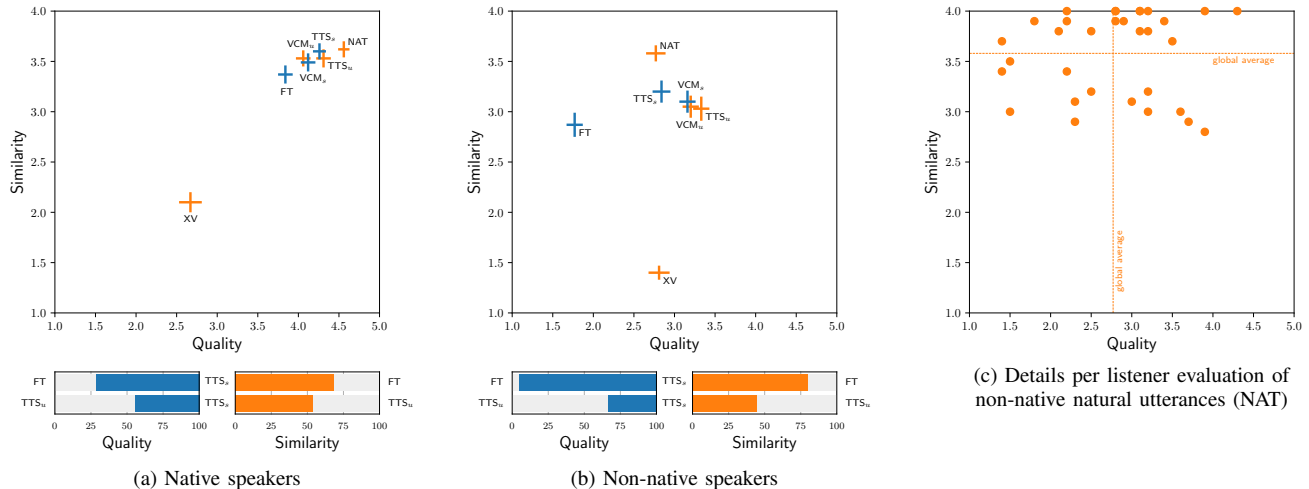 4.0
3.5
3.0
2.5
2.0
1.5
1.0
Similarity
1.0 1.5 2.0 2.5 3.0 3.5 4.0 4.5 5.0
Quality
VCMᵤ
TTSₛ
NAT
TTSᵤ
VCMₛ
FT
XV
FT
TTSᵤ
TTSₛ
TTSₛ
FT
TTSᵤ
0 25 50 75 100
0 25 50 75 100
Quality
Similarity
(a) Native speakers
4.0
3.5
3.0
2.5
2.0
1.5
1.0
Similarity
1.0 1.5 2.0 2.5 3.0 3.5 4.0 4.5 5.0
Quality
NAT
TTSₛ
VCMₛ
TTSᵤ
VCMᵤ
FT
XV
FT
TTSᵤ
TTSₛ
TTSₛ
FT
TTSᵤ
0 25 50 75 100
0 25 50 75 100
Quality
Similarity
(b) Non-native speakers
4.0
3.5
3.0
2.5
2.0
1.5
1.0
Similarity
global average
global average
1.0 1.5 2.0 2.5 3.0 3.5 4.0 4.5 5.0
Quality
(c) Details per listener evaluation of
non-native natural utterances (NAT)